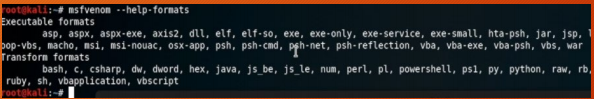 root@kali:~# msfvenom --help-formats
Executable formats
asp, aspx, aspx-exe, axis2, dll, elf, elf-so, exe, exe-only, exe-service, exe-small, hta-psh, jar, jsp, l
oop-vbs, macho, msi, msi-nouac, osx-app, psh, psh-cmd, psh-net, psh-reflection, vba, vba-exe, vba-psh, vbs, war
Transform formats
bash, c, csharp, dw, dword, hex, java, js_be, js_le, num, perl, pl, powershell, ps1, py, python, raw, rb,
ruby, sh, vbapplication, vbscript
root@kali:~#